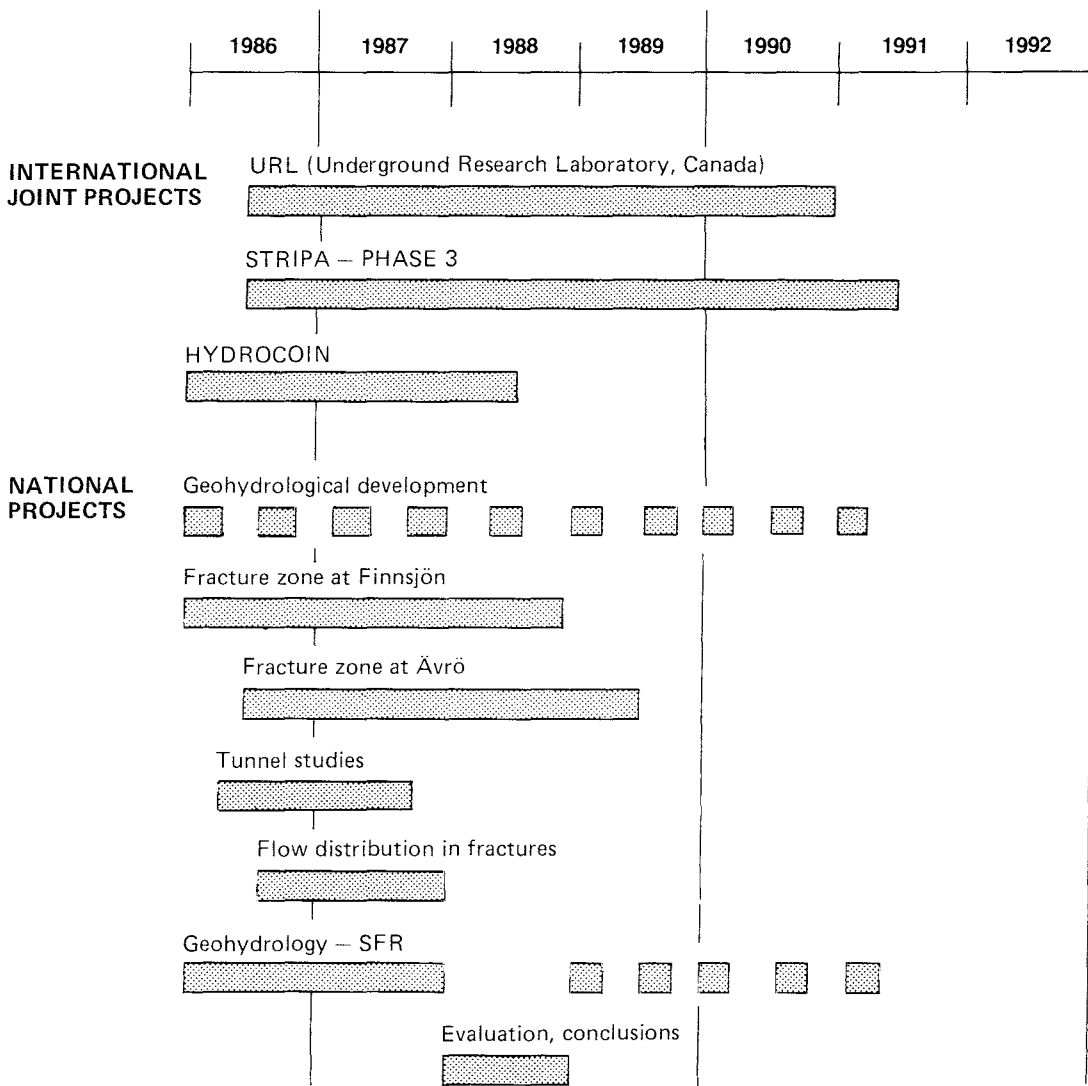 1986 1987 1988 1989 1990 1991 1992
INTERNATIONAL
JOINT PROJECTS
URL (Underground Research Laboratory, Canada)
STRIPA — PHASE 3
HYDROCOIN
NATIONAL
PROJECTS
Geohydrological development
Fracture zone at Finnsjön
Fracture zone at Ävrö
Tunnel studies
Flow distribution in fractures
Geohydrology — SFR
Evaluation, conclusions